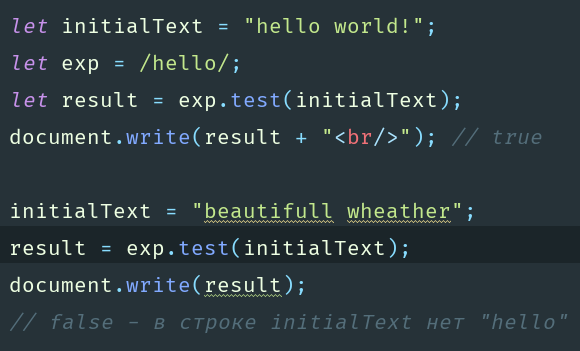 let initialText = "hello world!";
let exp = /hello/;
let result = exp.test(initialText);
document.write(result + "<br/>"); // true
initialText = "beautifull wheather";
result = exp.test(initialText);
document.write(result);
// false - в строке initialText нет "hello"